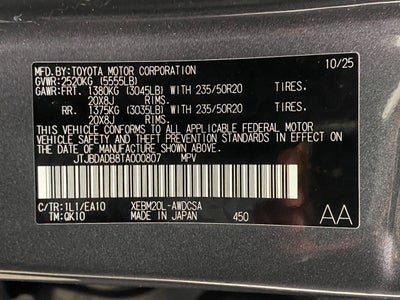 10/25
MFD. BY:TOYOTA MOTOR CORPORATION
GVWR:2520KG (5555LB)
GAWR:FRT. 1380KG (3045LB) WITH 235/50R20 TIRES.
20X8J RIMS.
RR. 1375KG (3035LB) WITH 235/50R20 TIRES.
20X8J RIMS.
THIS VEHICLE CONFORMS TO ALL APPLICABLE FEDERAL MOTOR
VEHICLE SAFETY STANDARDS IN EFFECT ON THE DATE OF
MANUFACTURE SHOWN ABOVE.
JTJBDADB8TA000807 MPV
C/TR:1L1/EA10 XEBM20L-AWDCSA
TM:QK10 MADE IN JAPAN 450 AA